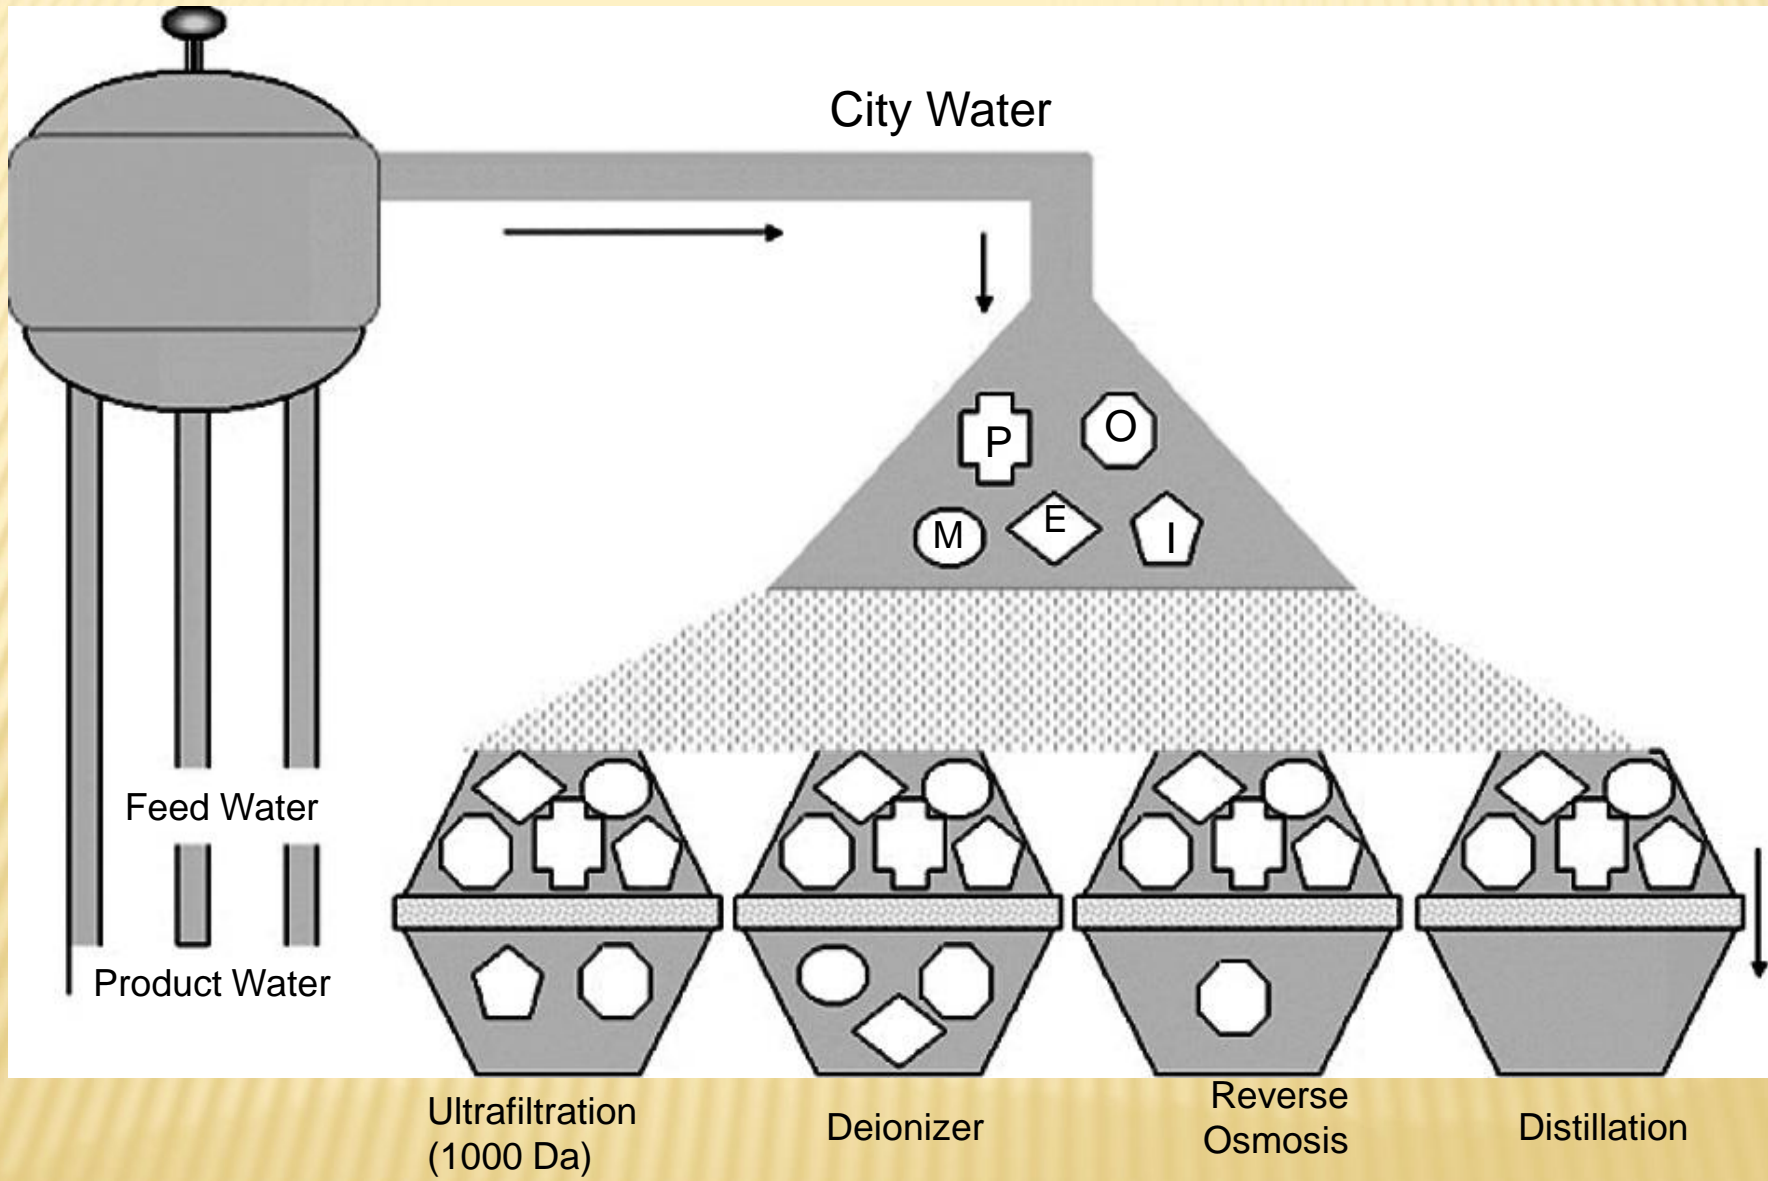 City Water
P
O
M
E
I
Feed Water
Product Water
Ultrafiltration
(1000 Da)
Deionizer
Reverse
Osmosis
Distillation